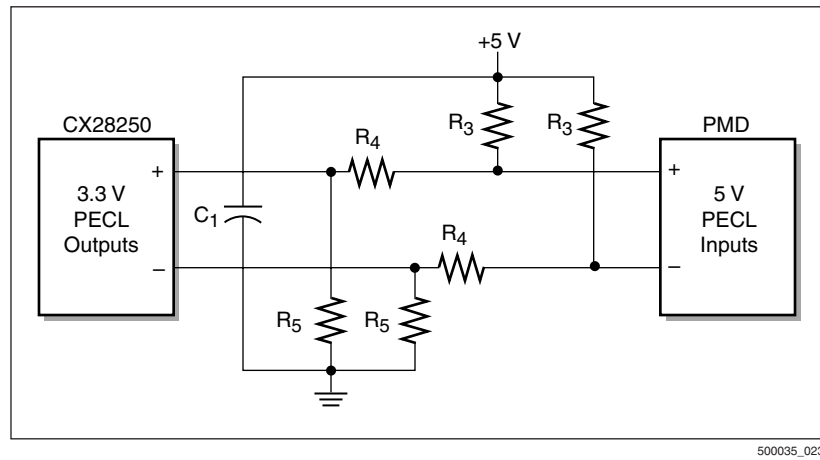 +5 V
CX28250
R3
R3
PMD
R4
+
+
3.3 V
PECL
Outputs
C1
5 V
PECL
Inputs
R4
–
–
R5
R5
500035_023